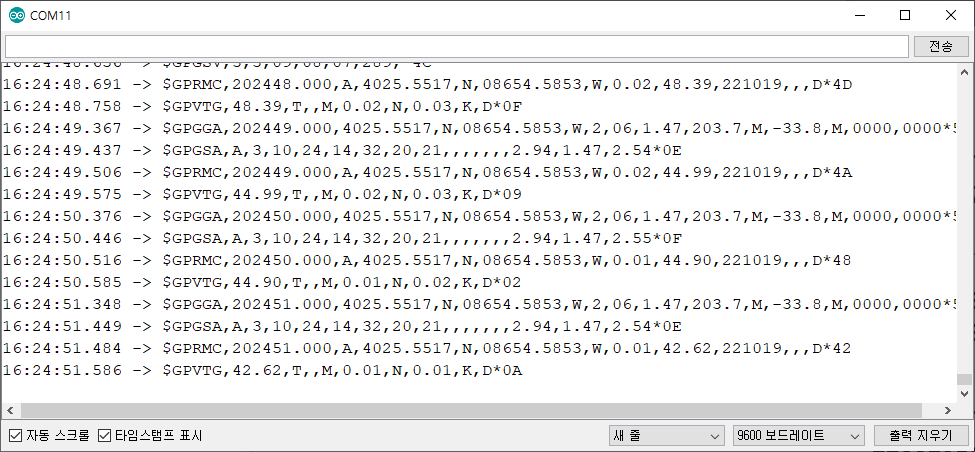 COM11
전송
16:24:48.691 -> $GPRMC,202448.000,A,4025.5517,N,08654.5853,W,0.02,48.39,221019,,,D*4D
16:24:48.758 -> $GPVTG,48.39,T,,M,0.02,N,0.03,K,D*0F
16:24:49.367 -> $GPGGA,202449.000,4025.5517,N,08654.5853,W,2,06,1.47,203.7,M,-33.8,M,0000,0000*5
16:24:49.437 -> $GPGSA,A,3,10,24,14,32,20,21,,,,,,,2.94,1.47,2.54*0E
16:24:49.506 -> $GPRMC,202449.000,A,4025.5517,N,08654.5853,W,0.02,44.99,221019,,,D*4A
16:24:49.575 -> $GPVTG,44.99,T,,M,0.02,N,0.03,K,D*09
16:24:50.376 -> $GPGGA,202450.000,4025.5517,N,08654.5853,W,2,06,1.47,203.7,M,-33.8,M,0000,0000*5
16:24:50.446 -> $GPGSA,A,3,10,24,14,32,20,21,,,,,,,2.94,1.47,2.55*0F
16:24:50.516 -> $GPRMC,202450.000,A,4025.5517,N,08654.5853,W,0.01,44.90,221019,,,D*48
16:24:50.585 -> $GPVTG,44.90,T,,M,0.01,N,0.02,K,D*02
16:24:51.348 -> $GPGGA,202451.000,4025.5517,N,08654.5853,W,2,06,1.47,203.7,M,-33.8,M,0000,0000*5
16:24:51.449 -> $GPGSA,A,3,10,24,14,32,20,21,,,,,,,2.94,1.47,2.54*0E
16:24:51.484 -> $GPRMC,202451.000,A,4025.5517,N,08654.5853,W,0.01,42.62,221019,,,D*42
16:24:51.586 -> $GPVTG,42.62,T,,M,0.01,N,0.01,K,D*0A
자동 스크롤 타임스탬프 표시 새 줄 9600 보드레이트 출력 지우기